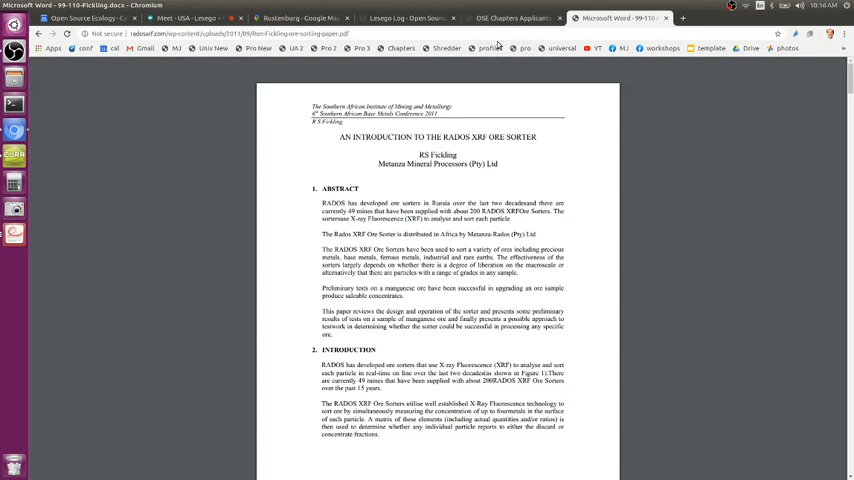 Microsoft Word - 99-110-Fickling.docx - Chromium
10:16 AM
Open Source Ecology - C
Meet - USA - Lesego
Rustenburg - Google Map
Lesego Log - Open Sourc
OSE Chapters Applicants
Microsoft Word - 99-110-
Not secure
radosxrf.com/wp-content/uploads/2011/09/Ron-Fickling-ore-sorting-paper.pdf
Apps
conf
cal
Gmail
MJ
Univ New
Pro New
UA 2
Pro 2
Pro 3
Chapters
Shredder
profile
pro
universal
YT
MJ
workshops
template
Drive
photos
The Southern African Institute of Mining and Metallurgy
6th Southern African Base Metals Conference 2011
R S Fickling
AN INTRODUCTION TO THE RADOS XRF ORE SORTER
RS Fickling
Metanza Mineral Processors (Pty) Ltd
1. ABSTRACT
RADOS has developed ore sorters in Russia over the last two decadesand there are
currently 49 mines that have been supplied with about 200 RADOS XRFOre Sorters. The
sortersuse X-ray Fluorescence (XRF) to analyse and sort each particle.
The Rados XRF Ore Sorter is distributed in Africa by Metanza-Rados (Pty) Ltd
The RADOS XRF Ore Sorters have been used to sort a variety of ores including precious
metals, base metals, ferrous metals, industrial and rare earths. The effectiveness of the
sorters largely depends on whether there is a degree of liberation on the macroscale or
alternatively that there are particles with a range of grades in any sample.
Preliminary tests on a manganese ore have been successful in upgrading an ore sample
produce saleable concentrates.
This paper reviews the design and operation of the sorter and presents some preliminary
results of tests on a sample of manganese ore and finally presents a possible approach to
testwork in determining whether the sorter could be successful in processing any specific
ore.
2. INTRODUCTION
RADOS has developed ore sorters that use X-ray Fluorescence (XRF) to analyse and sort
each particle in real-time on line over the last two decades(as shown in Figure 1).There
are currently 49 mines that have been supplied with about 200RADOS XRF Ore Sorters
over the past 15 years.
The RADOS XRF Ore Sorters utilise well established X-Ray Fluorescence technology to
sort ore by simultaneously measuring the concentration of up to fourmetals in the surface
of each particle. A matrix of these elements (including actual quantities and/or ratios) is
then used to determine whether any individual particle reports to either the discard or
concentrate fractions.